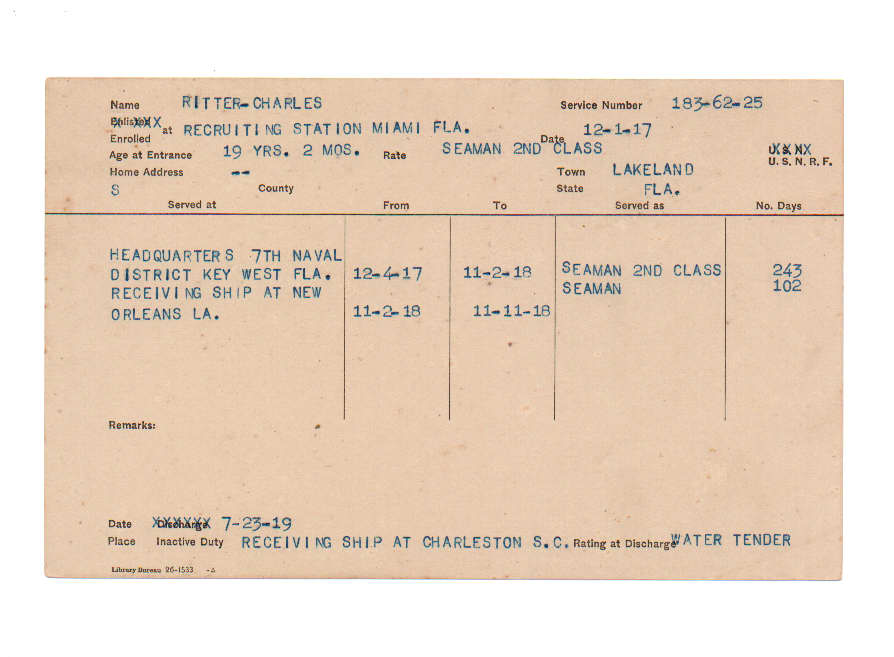 Name RITTER-CHARLES Service Number 183-62-25
Enlisted XXXX
Enrolled at RECRUITING STATION MIAMI FLA. Date 12-1-17
Age at Entrance 19 YRS. 2 MOS. Rate SEAMAN 2ND CLASS U.S.N.
U. S. N. R. F.
Home Address -- Town LAKELAND
S County State FLA.
Served at From To Served as No. Days
HEADQUARTERS 7TH NAVAL
DISTRICT KEY WEST FLA. 12-4-17 11-2-18 SEAMAN 2ND CLASS 243
RECEIVING SHIP AT NEW SEAMAN 102
ORLEANS LA. 11-2-18 11-11-18
Remarks:
Date Discharge XXXXXX 7-23-19
Place Inactive Duty RECEIVING SHIP AT CHARLESTON S.C. Rating at Discharge WATER TENDER
Library Bureau 26-1533